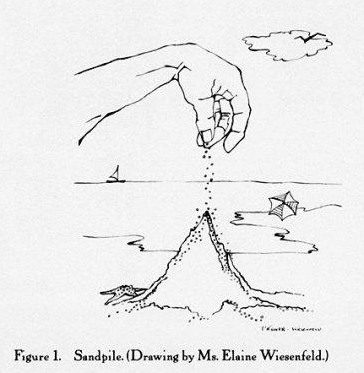 Figure 1. Sandpile. (Drawing by Ms. Elaine Wiesenfeld.)